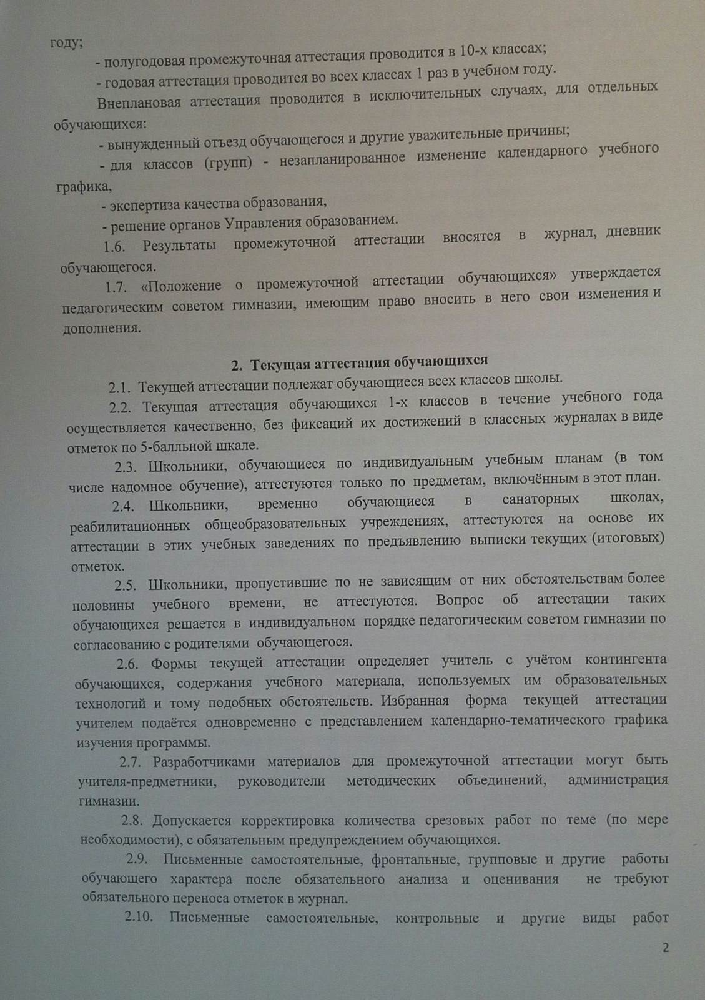 году;
- полугодовая промежуточная аттестация проводится в 10-х классах;
- годовая аттестация проводится во всех классах 1 раз в учебном году.
Внеплановая аттестация проводится в исключительных случаях, для отдельных
обучающихся:
- вынужденный отъезд обучающегося и другие уважительные причины;
- для классов (групп) - незапланированное изменение календарного учебного
графика,
- экспертиза качества образования,
- решение органов Управления образованием.
1.6. Результаты промежуточной аттестации вносятся в журнал, дневник
обучающегося.
1.7. «Положение о промежуточной аттестации обучающихся» утверждается
педагогическим советом гимназии, имеющим право вносить в него свои изменения и
дополнения.
2. Текущая аттестация обучающихся
2.1. Текущей аттестации подлежат обучающиеся всех классов школы.
2.2. Текущая аттестация обучающихся 1-х классов в течение учебного года
осуществляется качественно, без фиксаций их достижений в классных журналах в виде
отметок по 5-балльной шкале.
2.3. Школьники, обучающиеся по индивидуальным учебным планам (в том
числе надомное обучение), аттестуются только по предметам, включённым в этот план.
2.4. Школьники, временно обучающиеся в санаторных школах,
реабилитационных общеобразовательных учреждениях, аттестуются на основе их
аттестации в этих учебных заведениях по предъявлению выписки текущих (итоговых)
отметок.
2.5. Школьники, пропустившие по не зависящим от них обстоятельствам более
половины учебного времени, не аттестуются. Вопрос об аттестации таких
обучающихся решается в индивидуальном порядке педагогическим советом гимназии по
согласованию с родителями обучающегося.
2.6. Формы текущей аттестации определяет учитель с учётом контингента
обучающихся, содержания учебного материала, используемых им образовательных
технологий и тому подобных обстоятельств. Избранная форма текущей аттестации
учителем подаётся одновременно с представлением календарно-тематического графика
изучения программы.
2.7. Разработчиками материалов для промежуточной аттестации могут быть
учителя-предметники, руководители методических объединений, администрация
гимназии.
2.8. Допускается корректировка количества срезовых работ по теме (по мере
необходимости), с обязательным предупреждением обучающихся.
2.9. Письменные самостоятельные, фронтальные, групповые и другие работы
обучающего характера после обязательного анализа и оценивания не требуют
обязательного переноса отметок в журнал.
2.10. Письменные самостоятельные, контрольные и другие виды работ
2